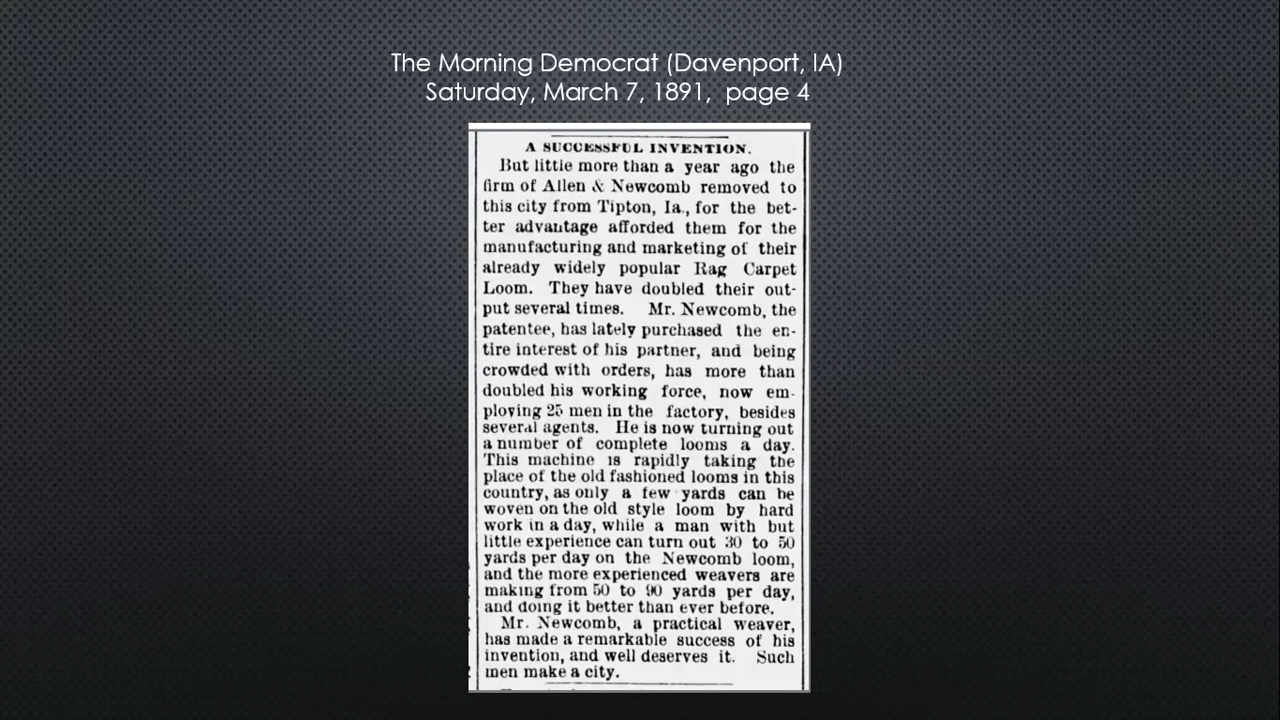 The Morning Democrat (Davenport, IA)
Saturday, March 7, 1891, page 4
A SUCCESSFUL INVENTION.
But little more than a year ago the
firm of Allen & Newcomb removed to
this city from Tipton, Ia., for the bet-
ter advantage afforded them for the
manufacturing and marketing of their
already widely popular Rag Carpet
Loom. They have doubled their out-
put several times. Mr. Newcomb, the
patentee, has lately purchased the en-
tire interest of his partner, and being
crowded with orders, has more than
doubled his working force, now em-
ploying 25 men in the factory, besides
several agents. He is now turning out
a number of complete looms a day.
This machine is rapidly taking the
place of the old fashioned looms in this
country, as only a few yards can be
woven on the old style loom by hard
work in a day, while a man with but
little experience can turn out 30 to 50
yards per day on the Newcomb loom,
and the more experienced weavers are
making from 50 to 90 yards per day,
and doing it better than ever before.
Mr. Newcomb, a practical weaver,
has made a remarkable success of his
invention, and well deserves it. Such
men make a city.